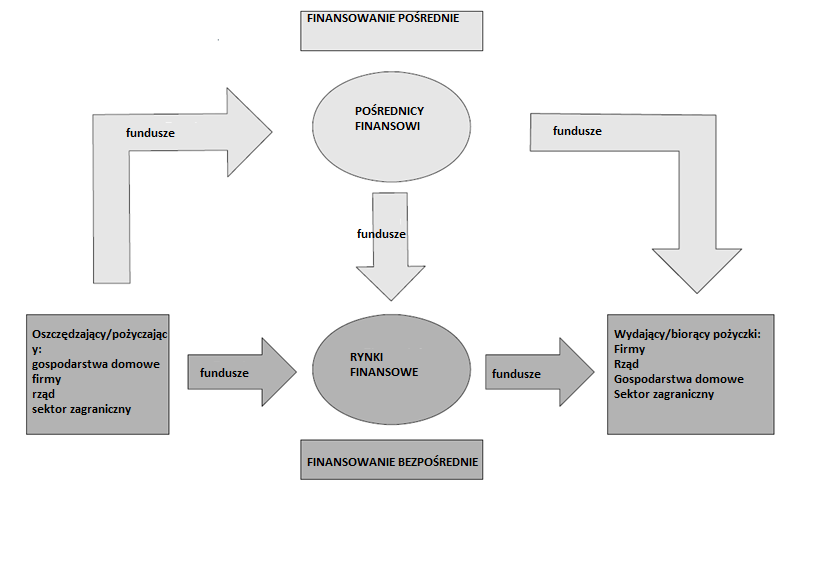 FINANSOWANIE POŚREDNIE
POŚREDNICY
FINANSOWI
fundusze
fundusze
fundusze
Oszczędzający/pożyczając
y:
gospodarstwa domowe
firmy
rząd
sektor zagraniczny
fundusze
RYNKI
FINANSOWE
fundusze
Wydający/biorący pożyczki:
Firmy
Rząd
Gospodarstwa domowe
Sektor zagraniczny
FINANSOWANIE BEZPOŚREDNIE